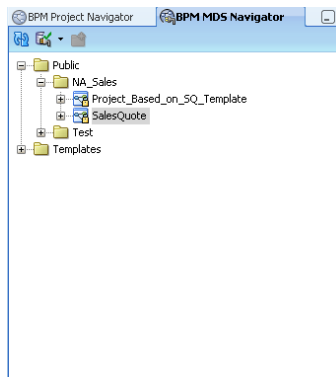 BPM Project Navigator BPM MDS Navigator
Public
NA_Sales
Project_Based_on_SQ_Template
SalesQuote
Test
Templates